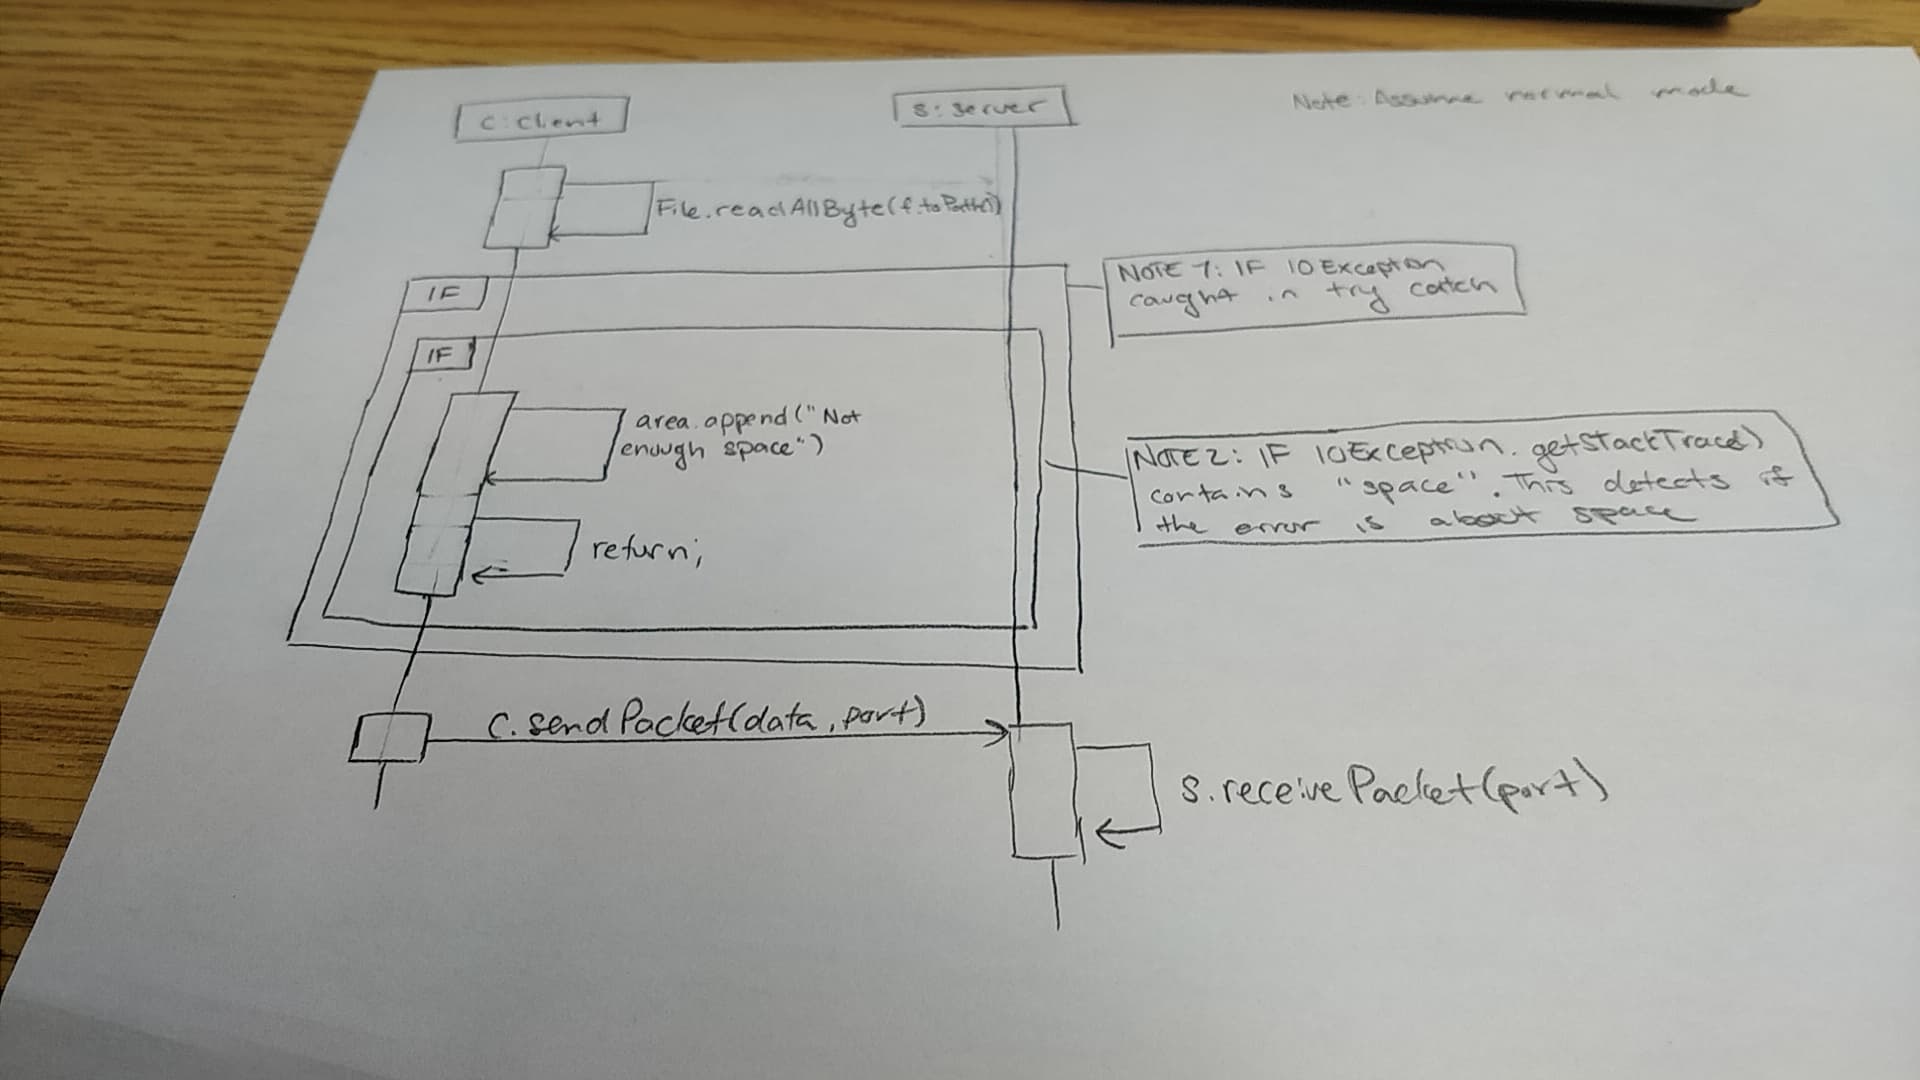 C:Client
S:Server
Note: Assume normal mode
File.readAllByte(f.toPath())
IF
NOTE 1: IF IOException
caught in try catch
IF
area.append("Not
enough space")
NOTE 2: IF IOException.getStackTrace()
contains "space". This detects if
the error is about space
return;
C.sendPacket(data, port)
S.receivePacket(port)